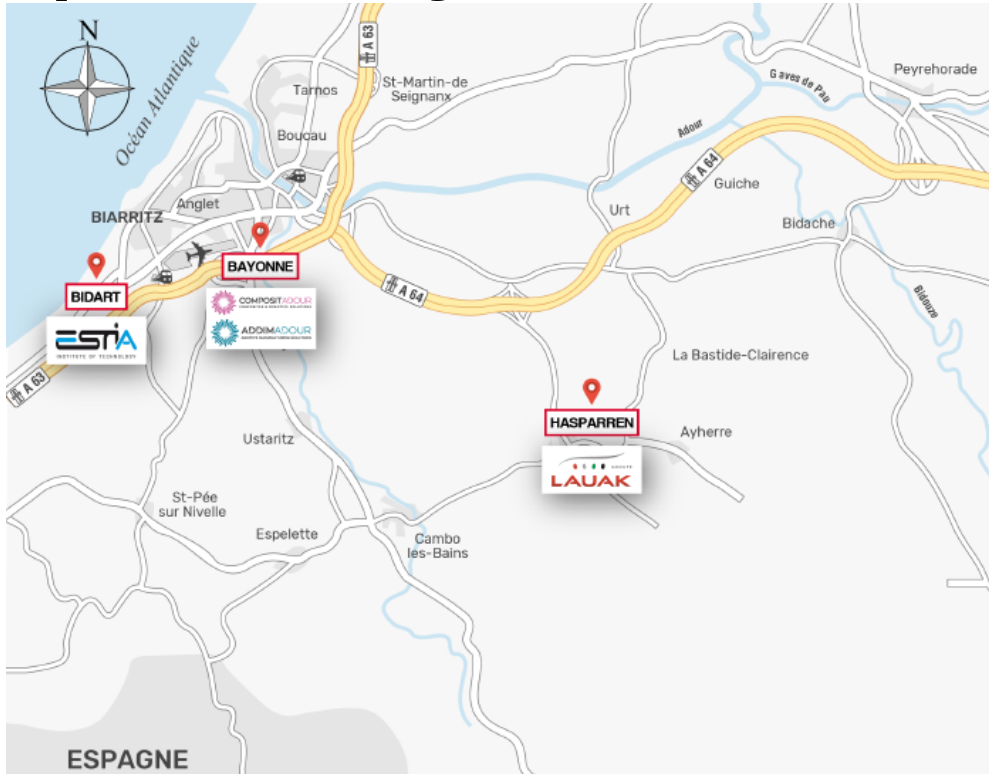 N
Océan Atlantique
A 63
St-Martin-de
Seignanx
Tarnos
Boucau
Peyrehorade
Gaves de Pau
Adour
A 64
Guiche
Anglet
BIARRITZ
Urt
Bidache
BAYONNE
BIDART
A 64
Bidouze
COMPOSITADOUR
ADDIMADOUR
ESTIA
INSTITUTE OF TECHNOLOGY
A 63
La Bastide-Clairence
HASPARREN
Ayherre
Ustaritz
GROUPE
LAUAK
St-Pée
sur Nivelle
Espelette
Cambo
les-Bains
ESPAGNE